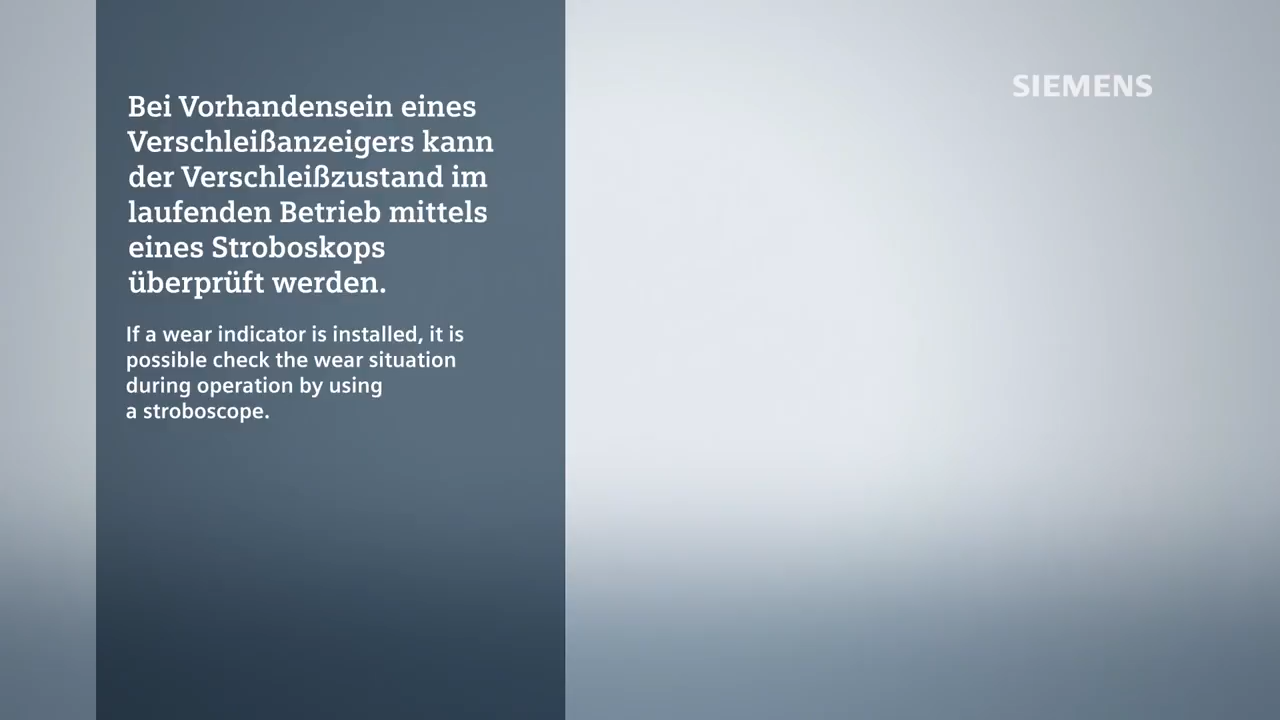 SIEMENS
Bei Vorhandensein eines
Verschleißanzeigers kann
der Verschleißzustand im
laufenden Betrieb mittels
eines Stroboskops
überprüft werden.
If a wear indicator is installed, it is
possible check the wear situation
during operation by using
a stroboscope.